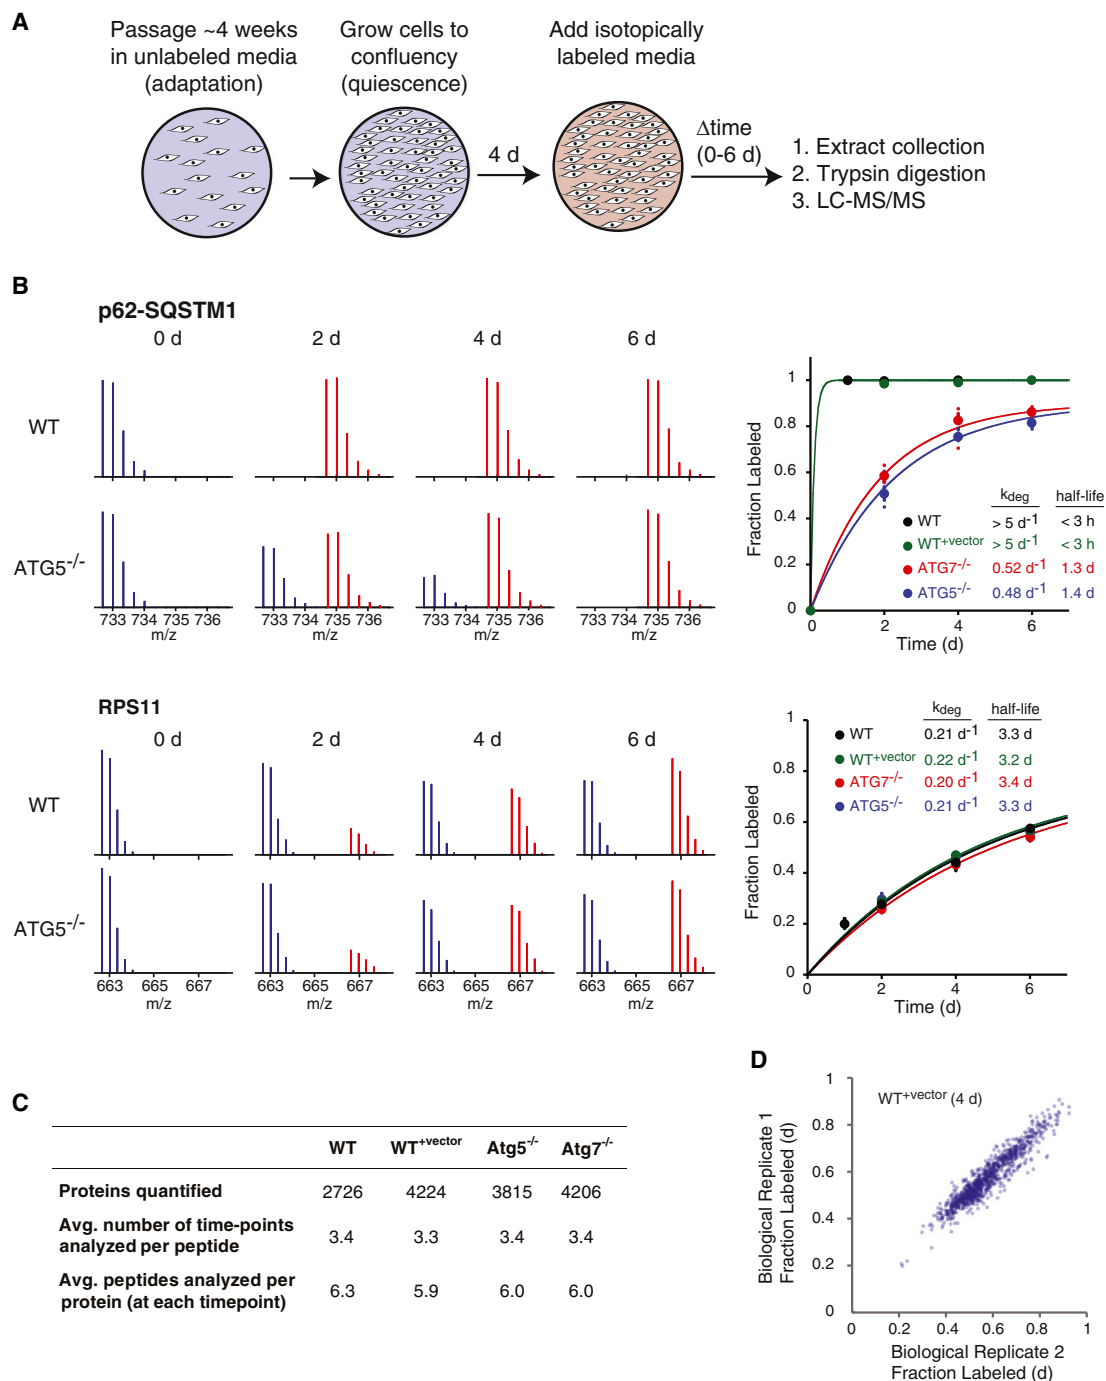 A
Passage ~4 weeks
in unlabeled media
(adaptation)
Grow cells to
confluency
(quiescence)
Add isotopically
labeled media
4 d
Δtime
(0-6 d)
1. Extract collection
2. Trypsin digestion
3. LC-MS/MS
B
p62-SQSTM1
0 d 2 d 4 d 6 d
WT
ATG5-/-
733 734 735 736
m/z
733 734 735 736
m/z
733 734 735 736
m/z
733 734 735 736
m/z
Fraction Labeled
1
0.8
0.6
0.4
0.2
0
0 2 4 6
Time (d)
kdeg half-life
WT > 5 d-1 < 3 h
WT+vector > 5 d-1 < 3 h
ATG7-/- 0.52 d-1 1.3 d
ATG5-/- 0.48 d-1 1.4 d
RPS11
0 d 2 d 4 d 6 d
WT
ATG5-/-
663 665 667
m/z
663 665 667
m/z
663 665 667
m/z
663 665 667
m/z
Fraction Labeled
1
0.8
0.6
0.4
0.2
0
0 2 4 6
Time (d)
kdeg half-life
WT 0.21 d-1 3.3 d
WT+vector 0.22 d-1 3.2 d
ATG7-/- 0.20 d-1 3.4 d
ATG5-/- 0.21 d-1 3.3 d
C
WT WT+vector Atg5-/- Atg7-/-
Proteins quantified 2726 4224 3815 4206
Avg. number of time-points
analyzed per peptide 3.4 3.3 3.4 3.4
Avg. peptides analyzed per
protein (at each timepoint) 6.3 5.9 6.0 6.0
D
WT+vector (4 d)
Biological Replicate 1
Fraction Labeled (d)
1
0.8
0.6
0.4
0.2
0
0 0.2 0.4 0.6 0.8 1
Biological Replicate 2
Fraction Labeled (d)